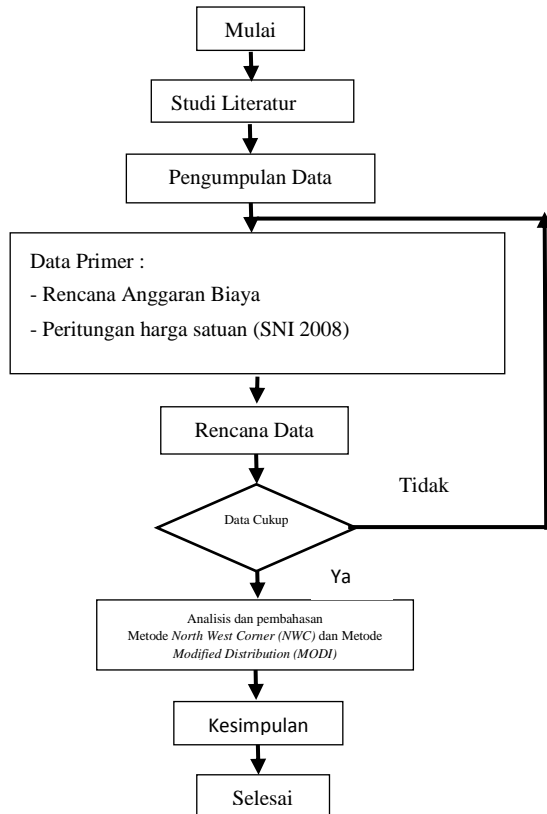 Mulai
Studi Literatur
Pengumpulan Data
Data Primer :
- Rencana Anggaran Biaya
- Peritungan harga satuan (SNI 2008)
Rencana Data
Tidak
Data Cukup
Ya
Analisis dan pembahasan
Metode North West Corner (NWC) dan Metode
Modified Distribution (MODI)
Kesimpulan
Selesai